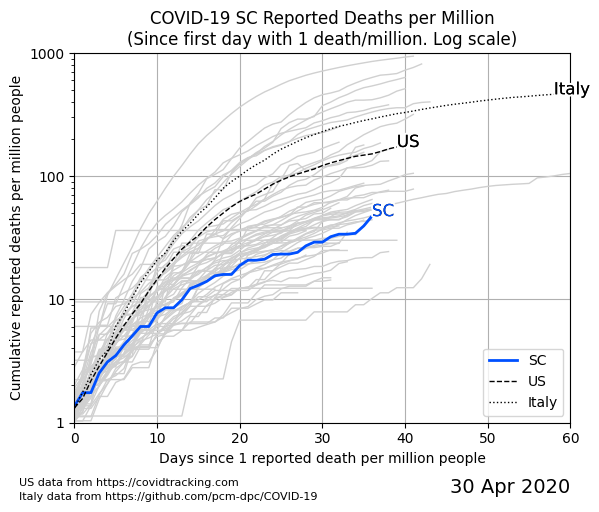 COVID-19 SC Reported Deaths per Million
(Since first day with 1 death/million. Log scale)
Cumulative reported deaths per million people
1000
100
10
1
Italy
US
SC
SC
US
Italy
0 10 20 30 40 50 60
Days since 1 reported death per million people
US data from https://covidtracking.com
Italy data from https://github.com/pcm-dpc/COVID-19
30 Apr 2020